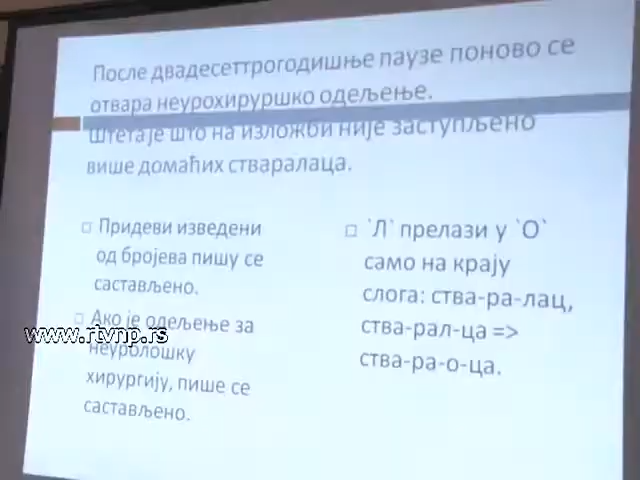 После двадесеттрогодишње паузе поново се
отвара неурохируршко одељење.
Штета је што на изложби није заступљено
више домаћих стваралаца.
□ Придеви изведени
од бројева пишу се
састављено.
□ Ако је одељење за
неуролошку
хирургију, пише се
састављено.
□ `Л` прелази у `О`
само на крају
слога: ства-ра-лац,
ства-рал-ца =>
ства-ра-о-ца.
www.rtvnp.rs